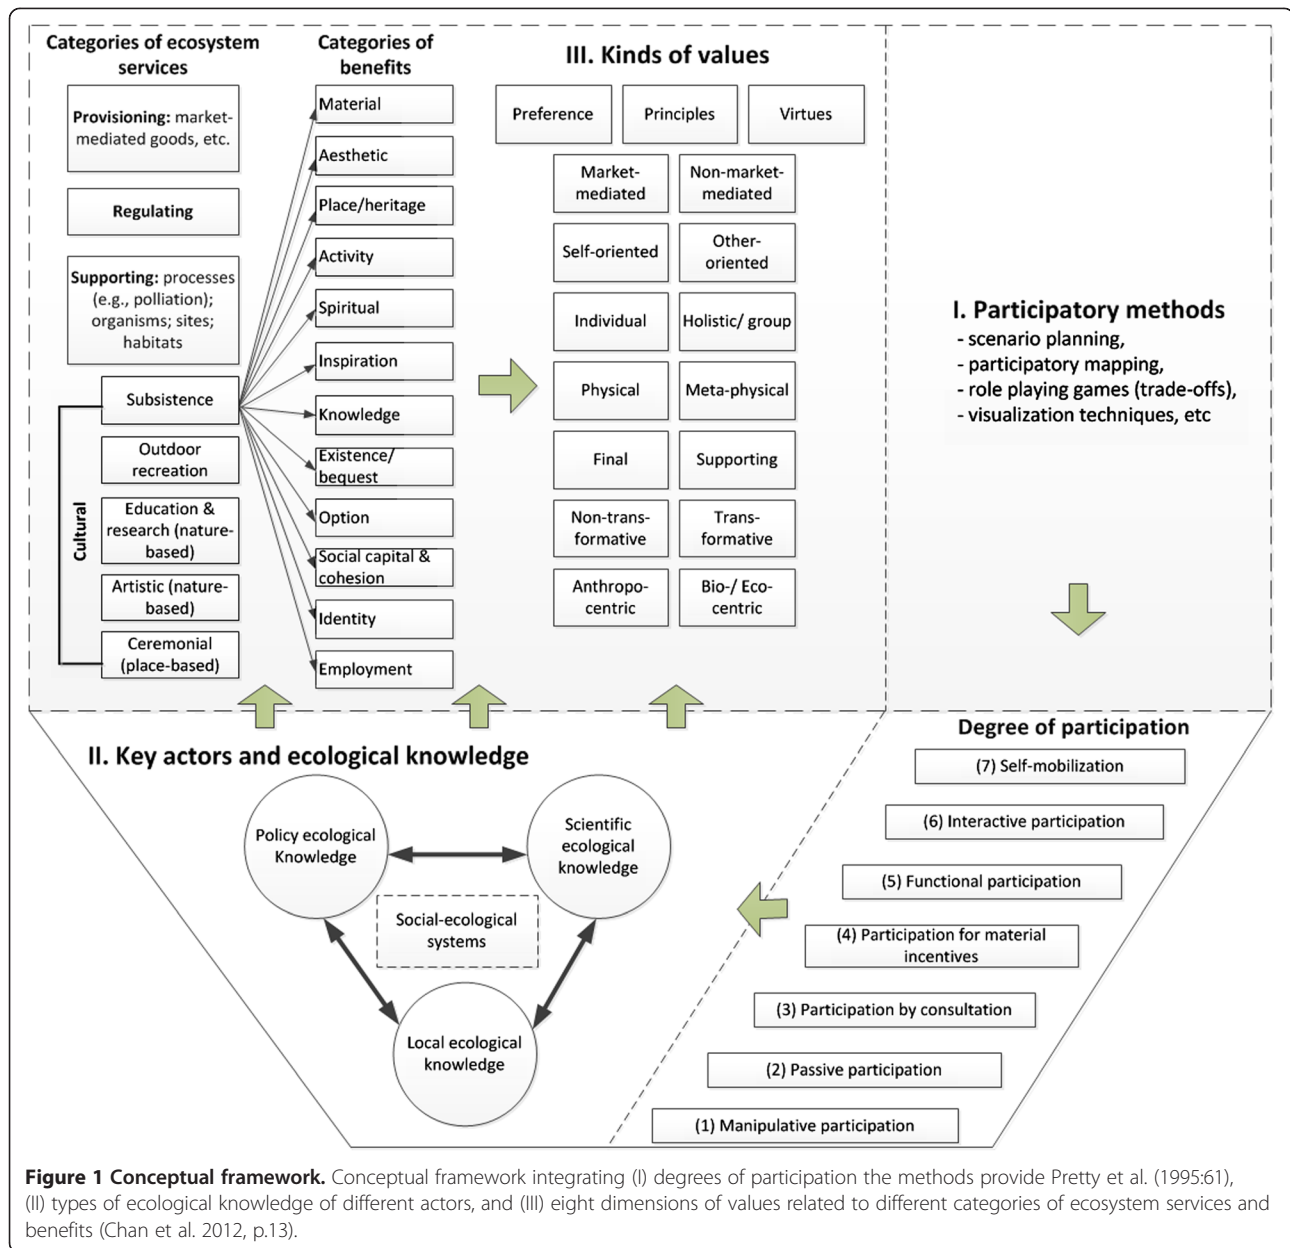 Categories of ecosystem
services
Provisioning: market-
mediated goods, etc.
Regulating
Supporting: processes
(e.g., polliation);
organisms; sites;
habitats
Cultural
Subsistence
Outdoor
recreation
Education &
research (nature-
based)
Artistic (nature-
based)
Ceremonial
(place-based)
Categories of
benefits
Material
Aesthetic
Place/heritage
Activity
Spiritual
Inspiration
Knowledge
Existence/
bequest
Option
Social capital &
cohesion
Identity
Employment
III. Kinds of values
Preference
Principles
Virtues
Market-
mediated
Non-market-
mediated
Self-oriented
Other-
oriented
Individual
Holistic/ group
Physical
Meta-physical
Final
Supporting
Non-trans-
formative
Trans-
formative
Anthropo-
centric
Bio-/ Eco-
centric
I. Participatory methods
- scenario planning,
- participatory mapping,
- role playing games (trade-offs),
- visualization techniques, etc
II. Key actors and ecological knowledge
Policy ecological
Knowledge
Scientific
ecological
knowledge
Social-ecological
systems
Local ecological
knowledge
Degree of participation
(7) Self-mobilization
(6) Interactive participation
(5) Functional participation
(4) Participation for material
incentives
(3) Participation by consultation
(2) Passive participation
(1) Manipulative participation
Figure 1 Conceptual framework. Conceptual framework integrating (I) degrees of participation the methods provide Pretty et al. (1995:61),
(II) types of ecological knowledge of different actors, and (III) eight dimensions of values related to different categories of ecosystem services and
benefits (Chan et al. 2012, p.13).